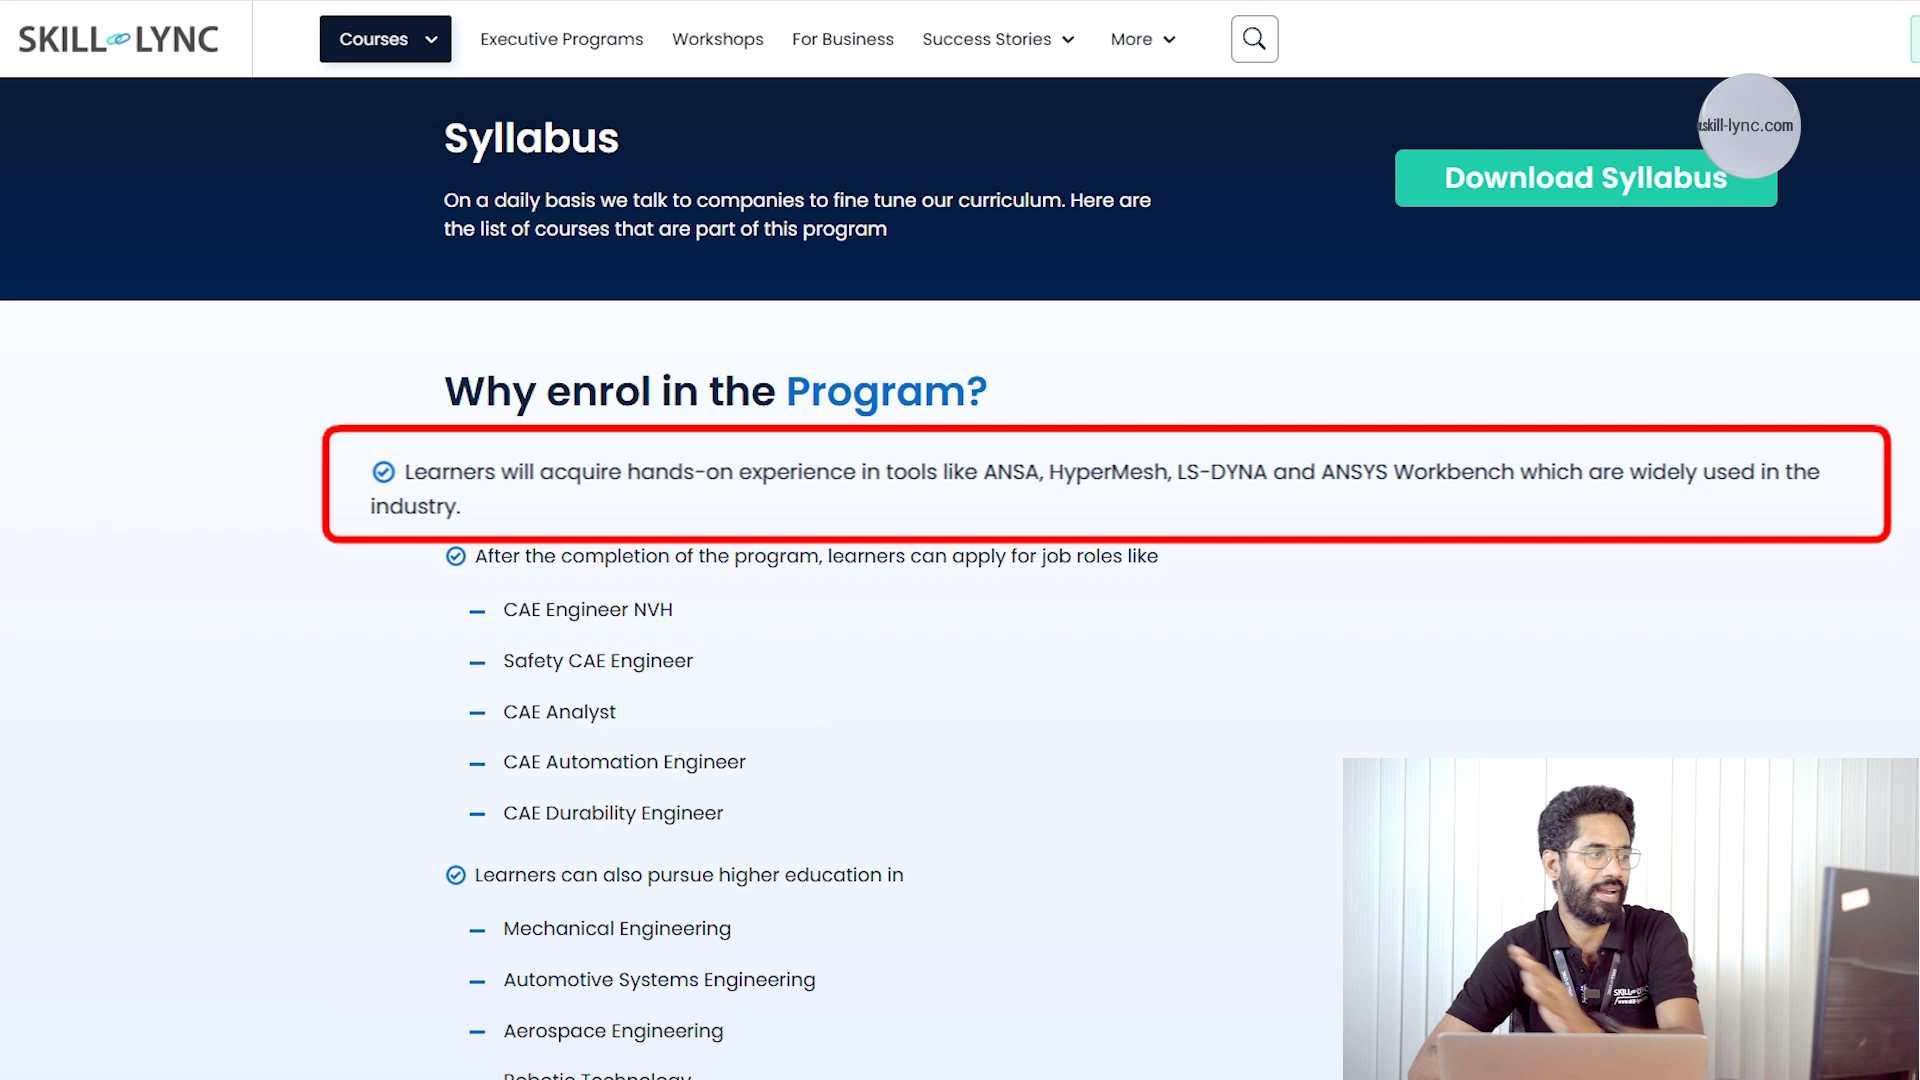 SKILL LYNC
Courses
Executive Programs
Workshops
For Business
Success Stories
More
Syllabus
skill-lync.com
On a daily basis we talk to companies to fine tune our curriculum. Here are
the list of courses that are part of this program
Download Syllabus
Why enrol in the Program?
Learners will acquire hands-on experience in tools like ANSA, HyperMesh, LS-DYNA and ANSYS Workbench which are widely used in the
industry.
After the completion of the program, learners can apply for job roles like
CAE Engineer NVH
Safety CAE Engineer
CAE Analyst
CAE Automation Engineer
CAE Durability Engineer
Learners can also pursue higher education in
Mechanical Engineering
Automotive Systems Engineering
Aerospace Engineering
Robotic Technology
SKILL LYNC